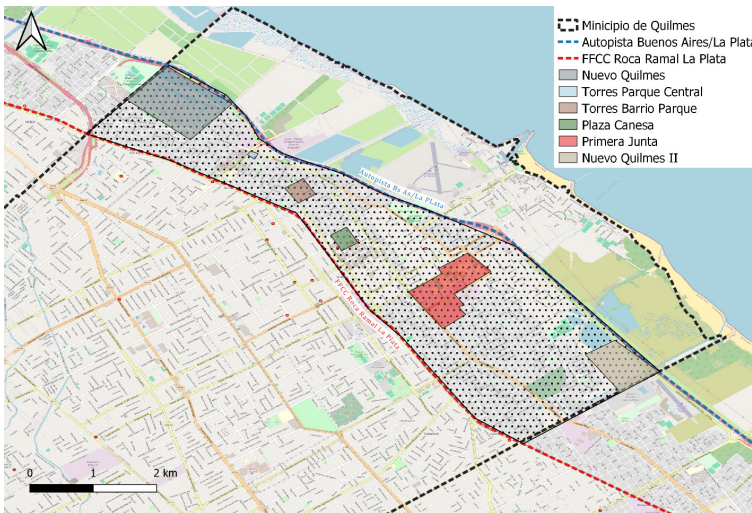 Minicipio de Quilmes
Autopista Buenos Aires/La Plata
FFCC Roca Ramal La Plata
Nuevo Quilmes
Torres Parque Central
Torres Barrio Parque
Plaza Canesa
Primera Junta
Nuevo Quilmes II
Autopista Bs As/La PLata
FFCC Roca Ramal La Plata
0 1 2 km